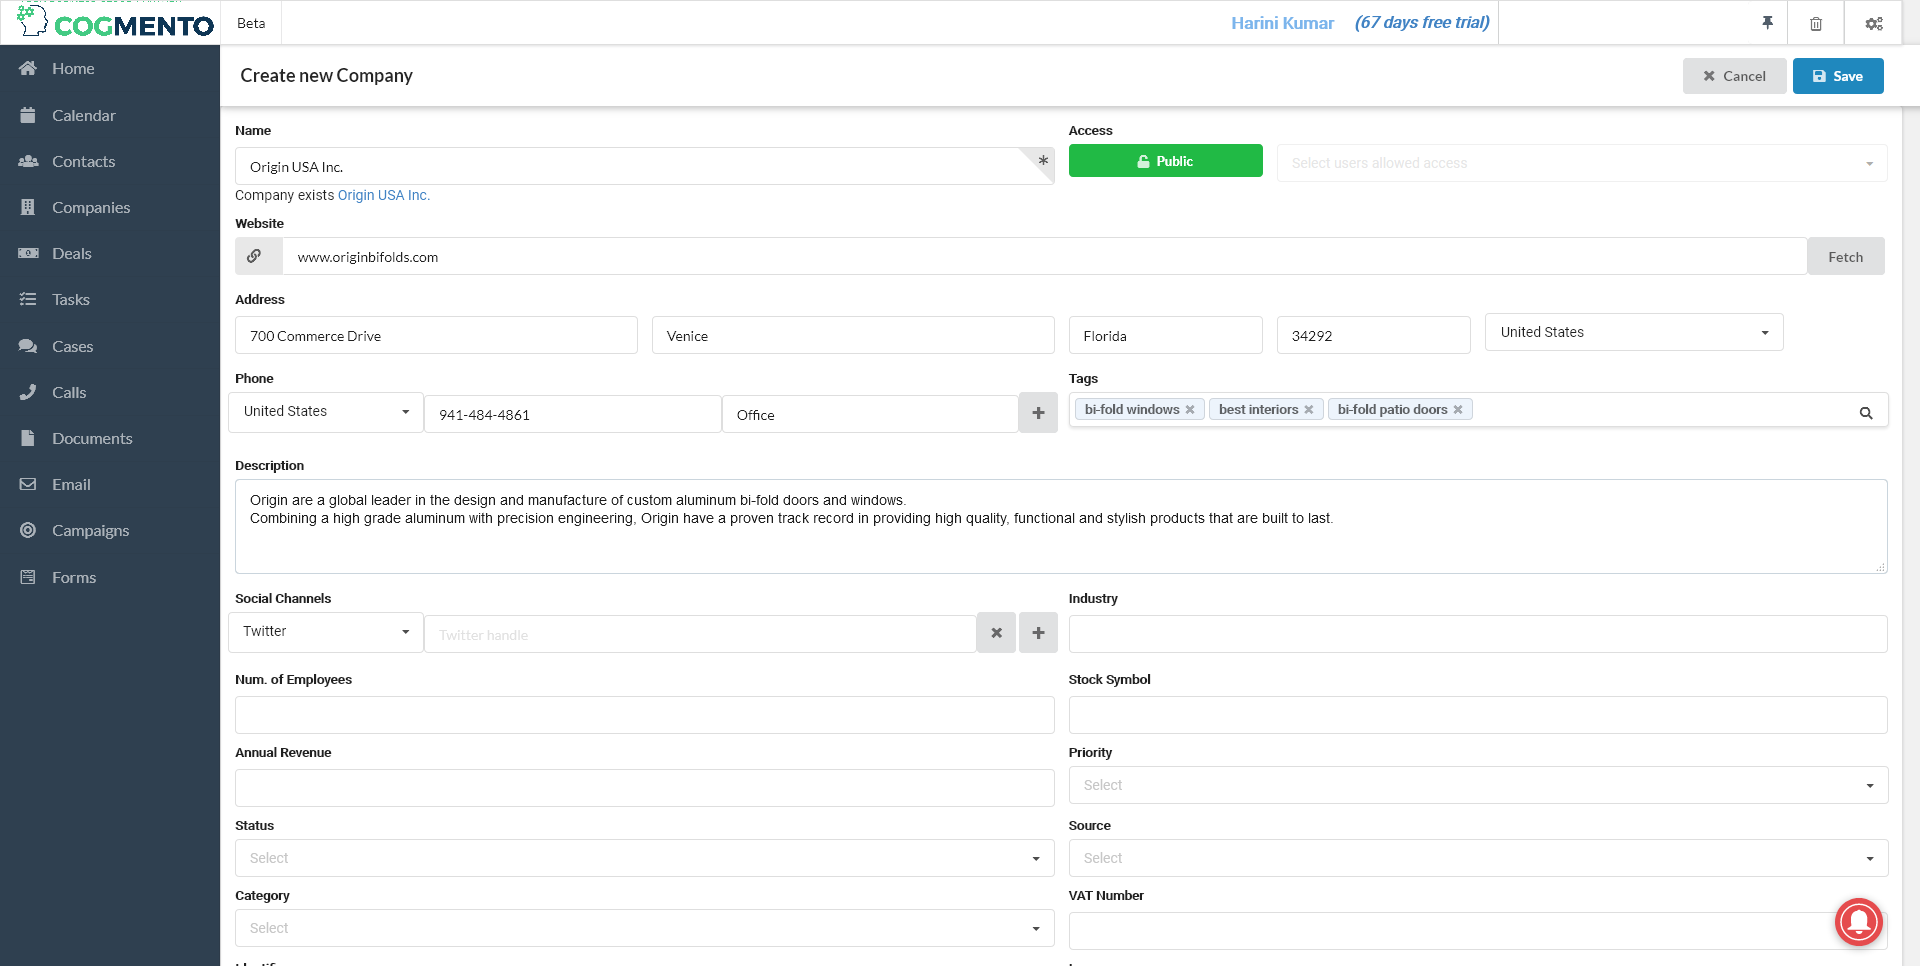 COGMENTO
Beta
Harini Kumar (67 days free trial)
Home
Calendar
Contacts
Companies
Deals
Tasks
Cases
Calls
Documents
Email
Campaigns
Forms
Create new Company
Cancel
Save
Name
Access
Origin USA Inc.
Public
Select users allowed access
Company exists Origin USA Inc.
Website
www.originbifolds.com
Fetch
Address
700 Commerce Drive
Venice
Florida
34292
United States
Phone
Tags
United States
941-484-4861
Office
bi-fold windows
best interiors
bi-fold patio doors
Description
Origin are a global leader in the design and manufacture of custom aluminum bi-fold doors and windows.
Combining a high grade aluminum with precision engineering, Origin have a proven track record in providing high quality, functional and stylish products that are built to last.
Social Channels
Industry
Twitter
Twitter handle
Num. of Employees
Stock Symbol
Annual Revenue
Priority
Select
Status
Source
Select
Select
Category
VAT Number
Select